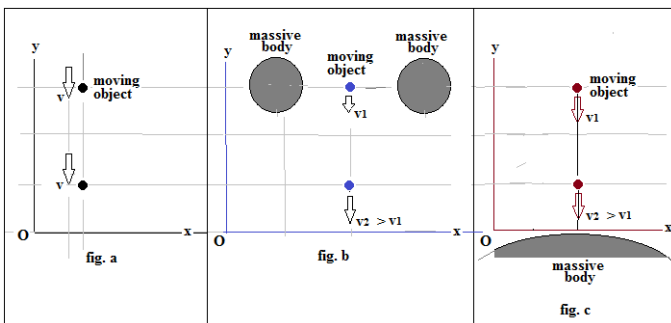 y
v
moving
object
v
O
x
fig. a
massive
body
moving
object
massive
body
y
v1
v2 > v1
O
x
fig. b
y
moving
object
v1
v2 > v1
O
x
massive
body
fig. c